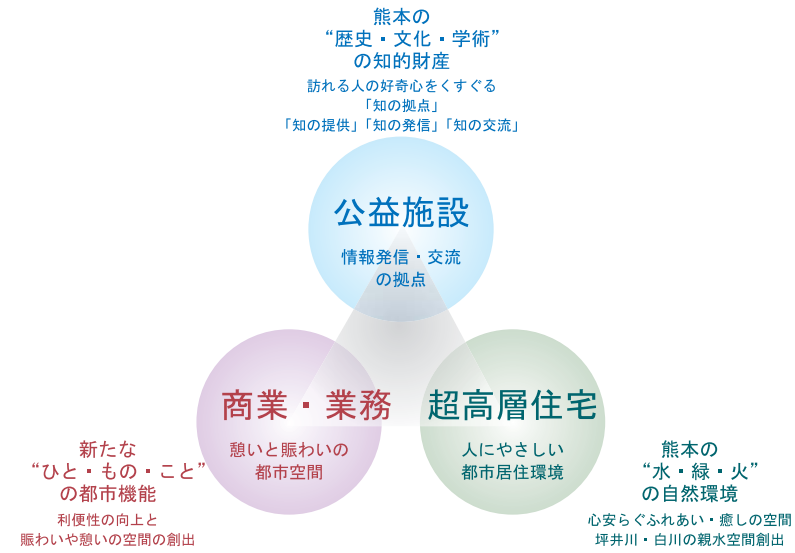 熊本の
“歴史・文化・学術”
の知的財産
訪れる人の好奇心をくすぐる
「知の拠点」
「知の提供」「知の発信」「知の交流」
公益施設
情報発信・交流
の拠点
商業・業務
憩いと賑わいの
都市空間
超高層住宅
人にやさしい
都市居住環境
新たな
“ひと・もの・こと”
の都市機能
利便性の向上と
賑わいや憩いの空間の創出
熊本の
“水・緑・火”
の自然環境
心安らぐふれあい・癒しの空間
坪井川・白川の親水空間創出